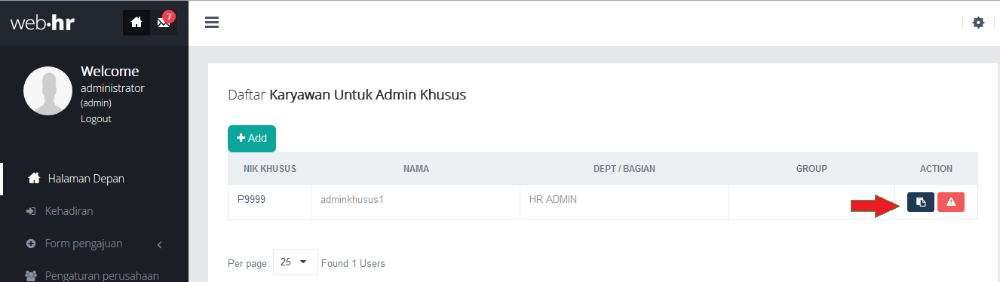 web·hr
7
Welcome
administrator
(admin)
Logout
Halaman Depan
Kehadiran
Form pengajuan
Pengaturan perusahaan
Daftar Karyawan Untuk Admin Khusus
Add
NIK KHUSUS NAMA DEPT / BAGIAN GROUP ACTION
P9999 adminkhusus1 HR ADMIN
Per page: 25 Found 1 Users